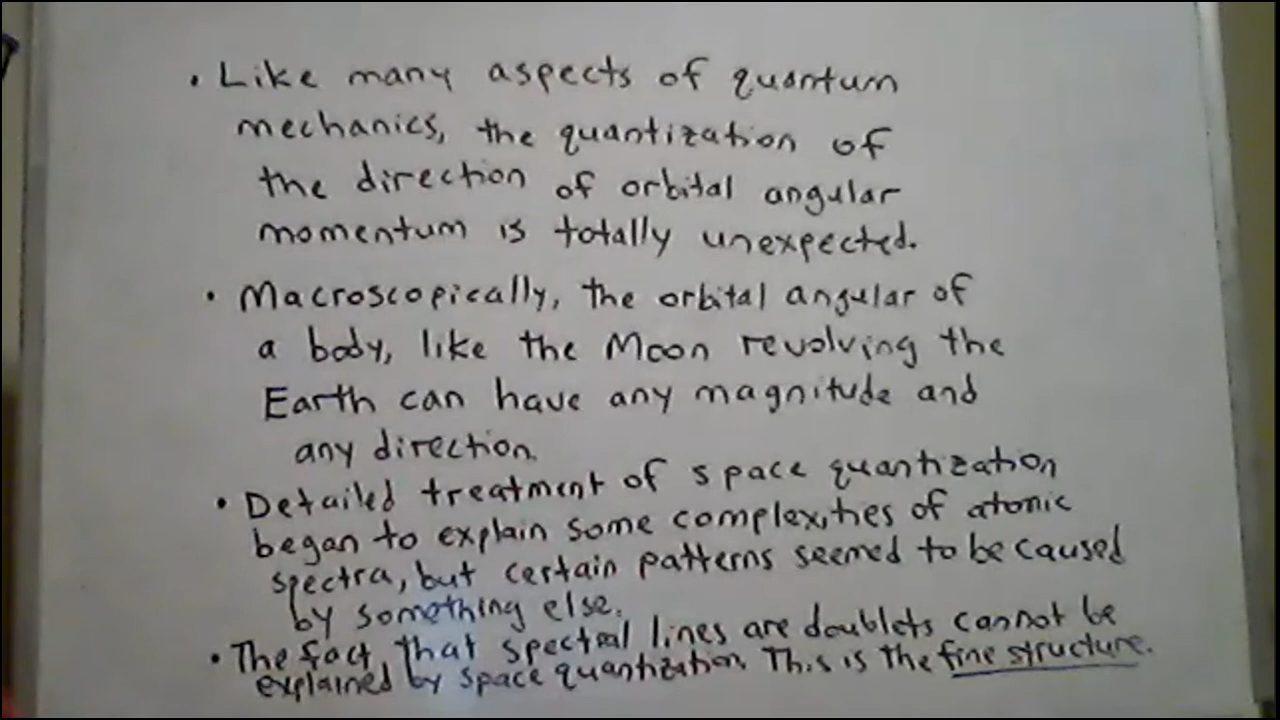 • Like many aspects of quantum
mechanics, the quantization of
the direction of orbital angular
momentum is totally unexpected.
• Macroscopically, the orbital angular of
a body, like the Moon revolving the
Earth can have any magnitude and
any direction.
• Detailed treatment of space quantization
began to explain some complexities of atomic
spectra, but certain patterns seemed to be caused
by something else.
• The fact that spectral lines are doublets cannot be
explained by space quantization. This is the fine structure.